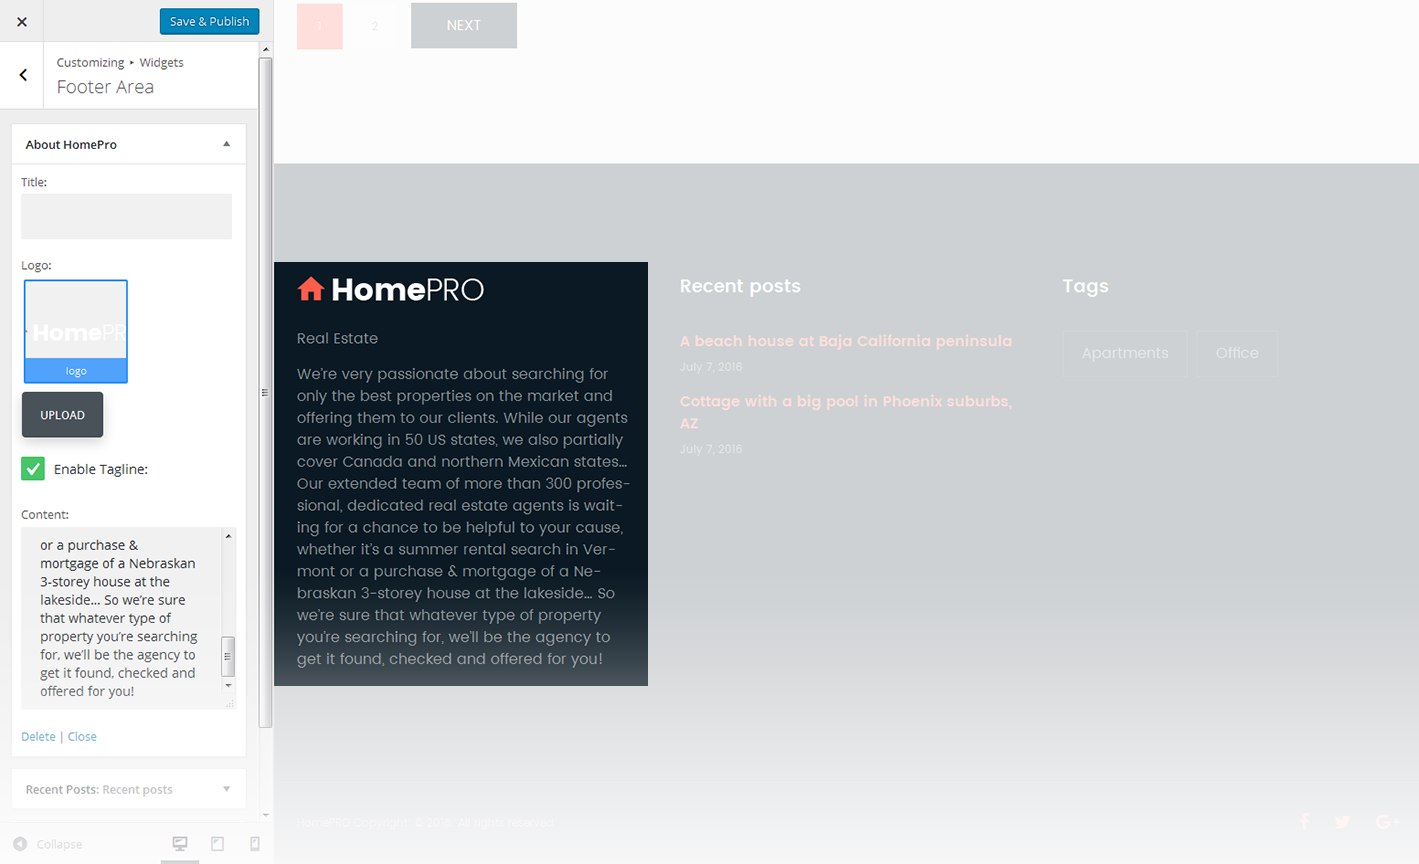 Save & Publish
Customizing ▸ Widgets
Footer Area
About HomePro
Title:
Logo:
HomePR
logo
UPLOAD
Enable Tagline:
Content:
or a purchase &
mortgage of a Nebraskan
3-storey house at the
lakeside... So we're sure
that whatever type of
property you're searching
for, we'll be the agency to
get it found, checked and
offered for you!
Delete | Close
Recent Posts: Recent posts
Collapse
1
2
NEXT
HomePRO
Real Estate
We're very passionate about searching for
only the best properties on the market and
offering them to our clients. While our agents
are working in 50 US states, we also partially
cover Canada and northern Mexican states...
Our extended team of more than 300 profes-
sional, dedicated real estate agents is wait-
ing for a chance to be helpful to your cause,
whether it's a summer rental search in Ver-
mont or a purchase & mortgage of a Ne-
braskan 3-storey house at the lakeside... So
we're sure that whatever type of property
you're searching for, we'll be the agency to
get it found, checked and offered for you!
Recent posts
A beach house at Baja California peninsula
July 7, 2016
Cottage with a big pool in Phoenix suburbs,
AZ
July 7, 2016
Tags
Apartments
Office
HomePRO Copyright © 2016. All rights reserved
G+